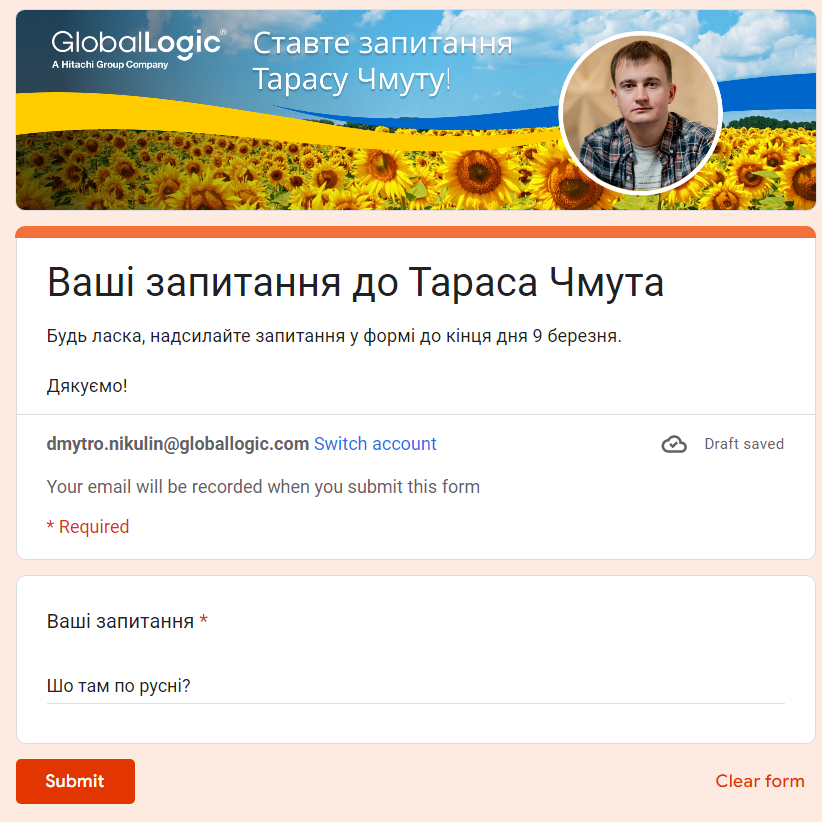 GlobalLogic®
A Hitachi Group Company
Ставте запитання
Тарасу Чмуту!
Ваші запитання до Тараса Чмута
Будь ласка, надсилайте запитання у формі до кінця дня 9 березня.
Дякуємо!
dmytro.nikulin@globallogic.com Switch account
Draft saved
Your email will be recorded when you submit this form
* Required
Ваші запитання *
Шо там по русні?
Submit
Clear form